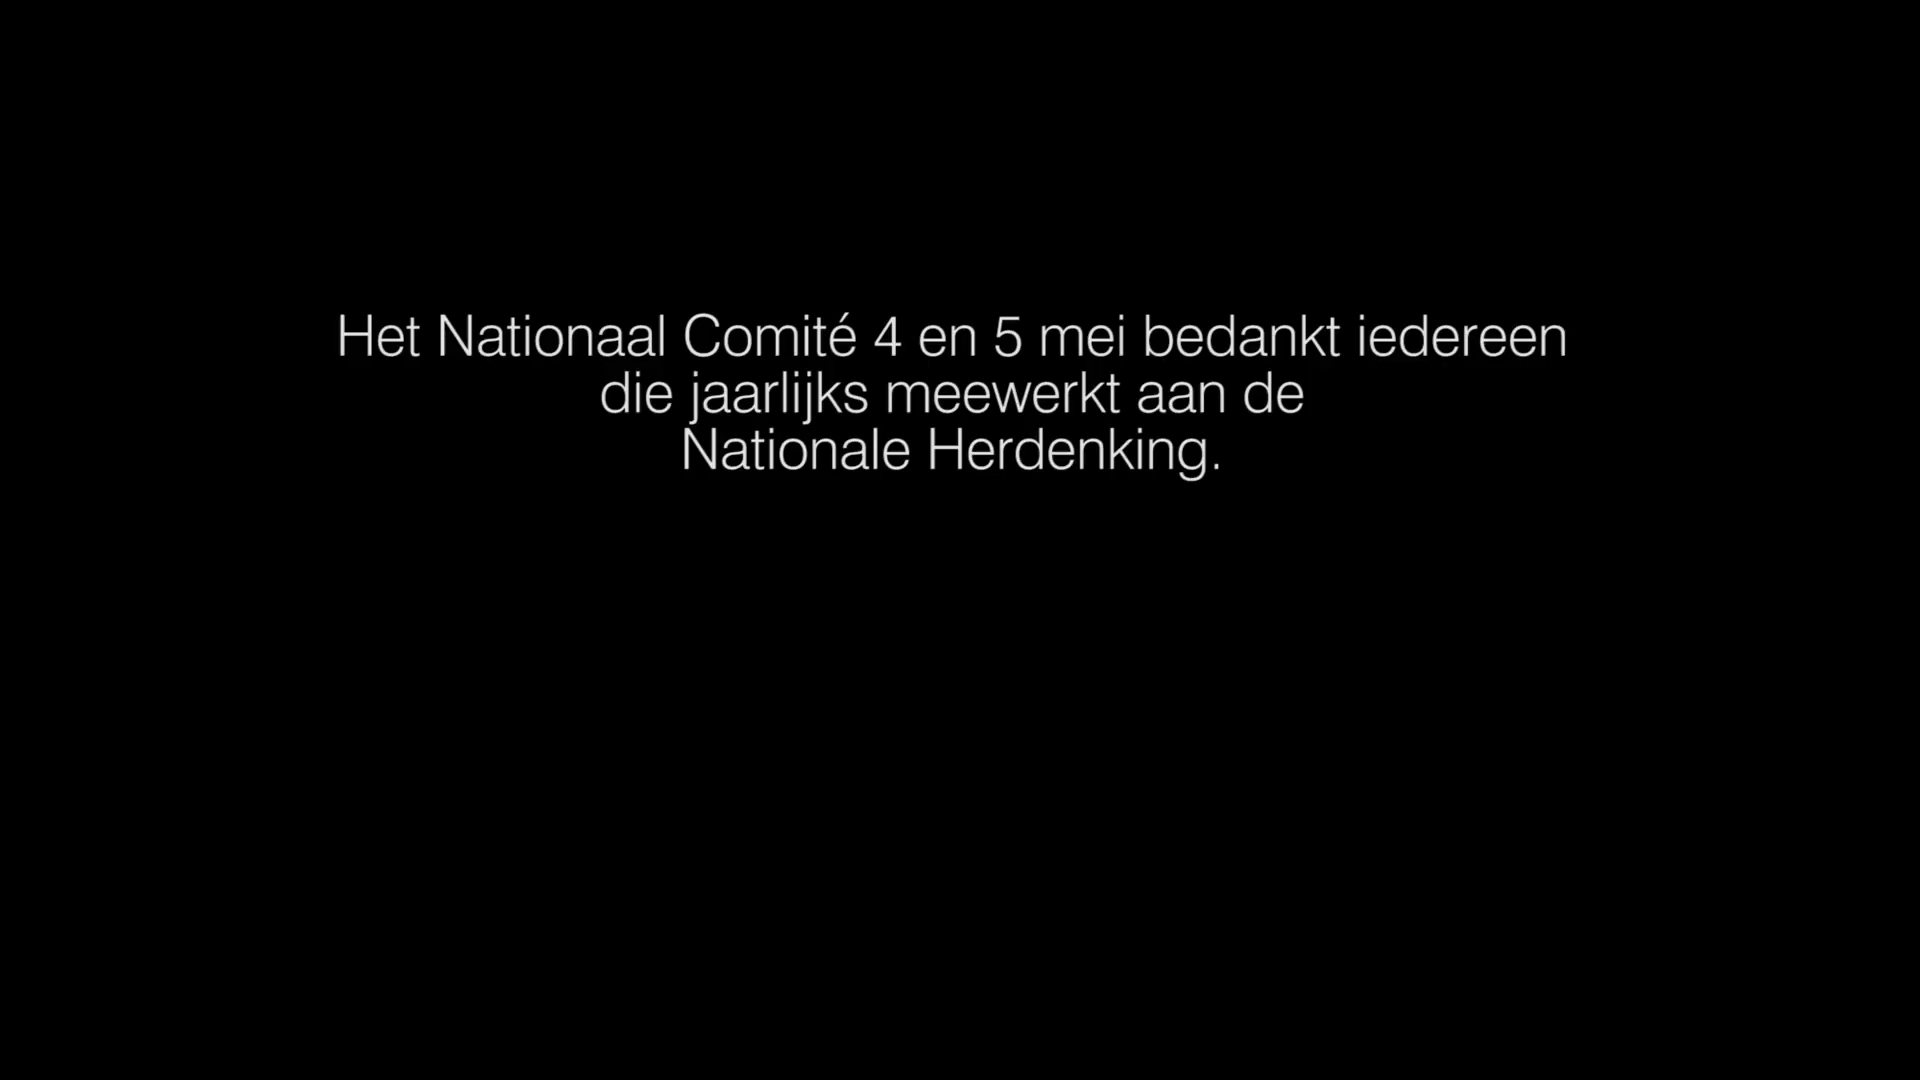 Het Nationaal Comité 4 en 5 mei bedankt iedereen
die jaarlijks meewerkt aan de
Nationale Herdenking.